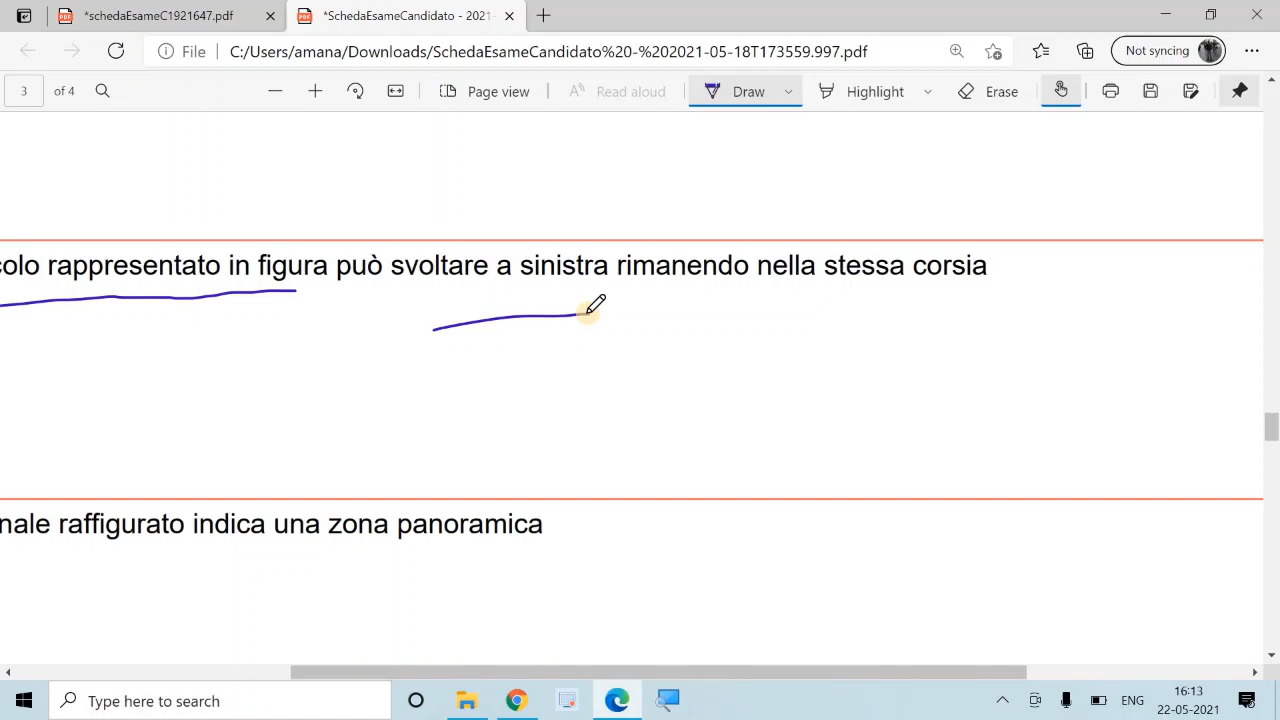 *schedaEsameC1921647.pdf
*SchedaEsameCandidato - 2021-
File
C:/Users/amana/Downloads/SchedaEsameCandidato%20-%202021-05-18T173559.997.pdf
Not syncing
3 of 4
Page view
Read aloud
Draw
Highlight
Erase
colo rappresentato in figura può svoltare a sinistra rimanendo nella stessa corsia
nale raffigurato indica una zona panoramica
Type here to search
ENG
16:13
22-05-2021